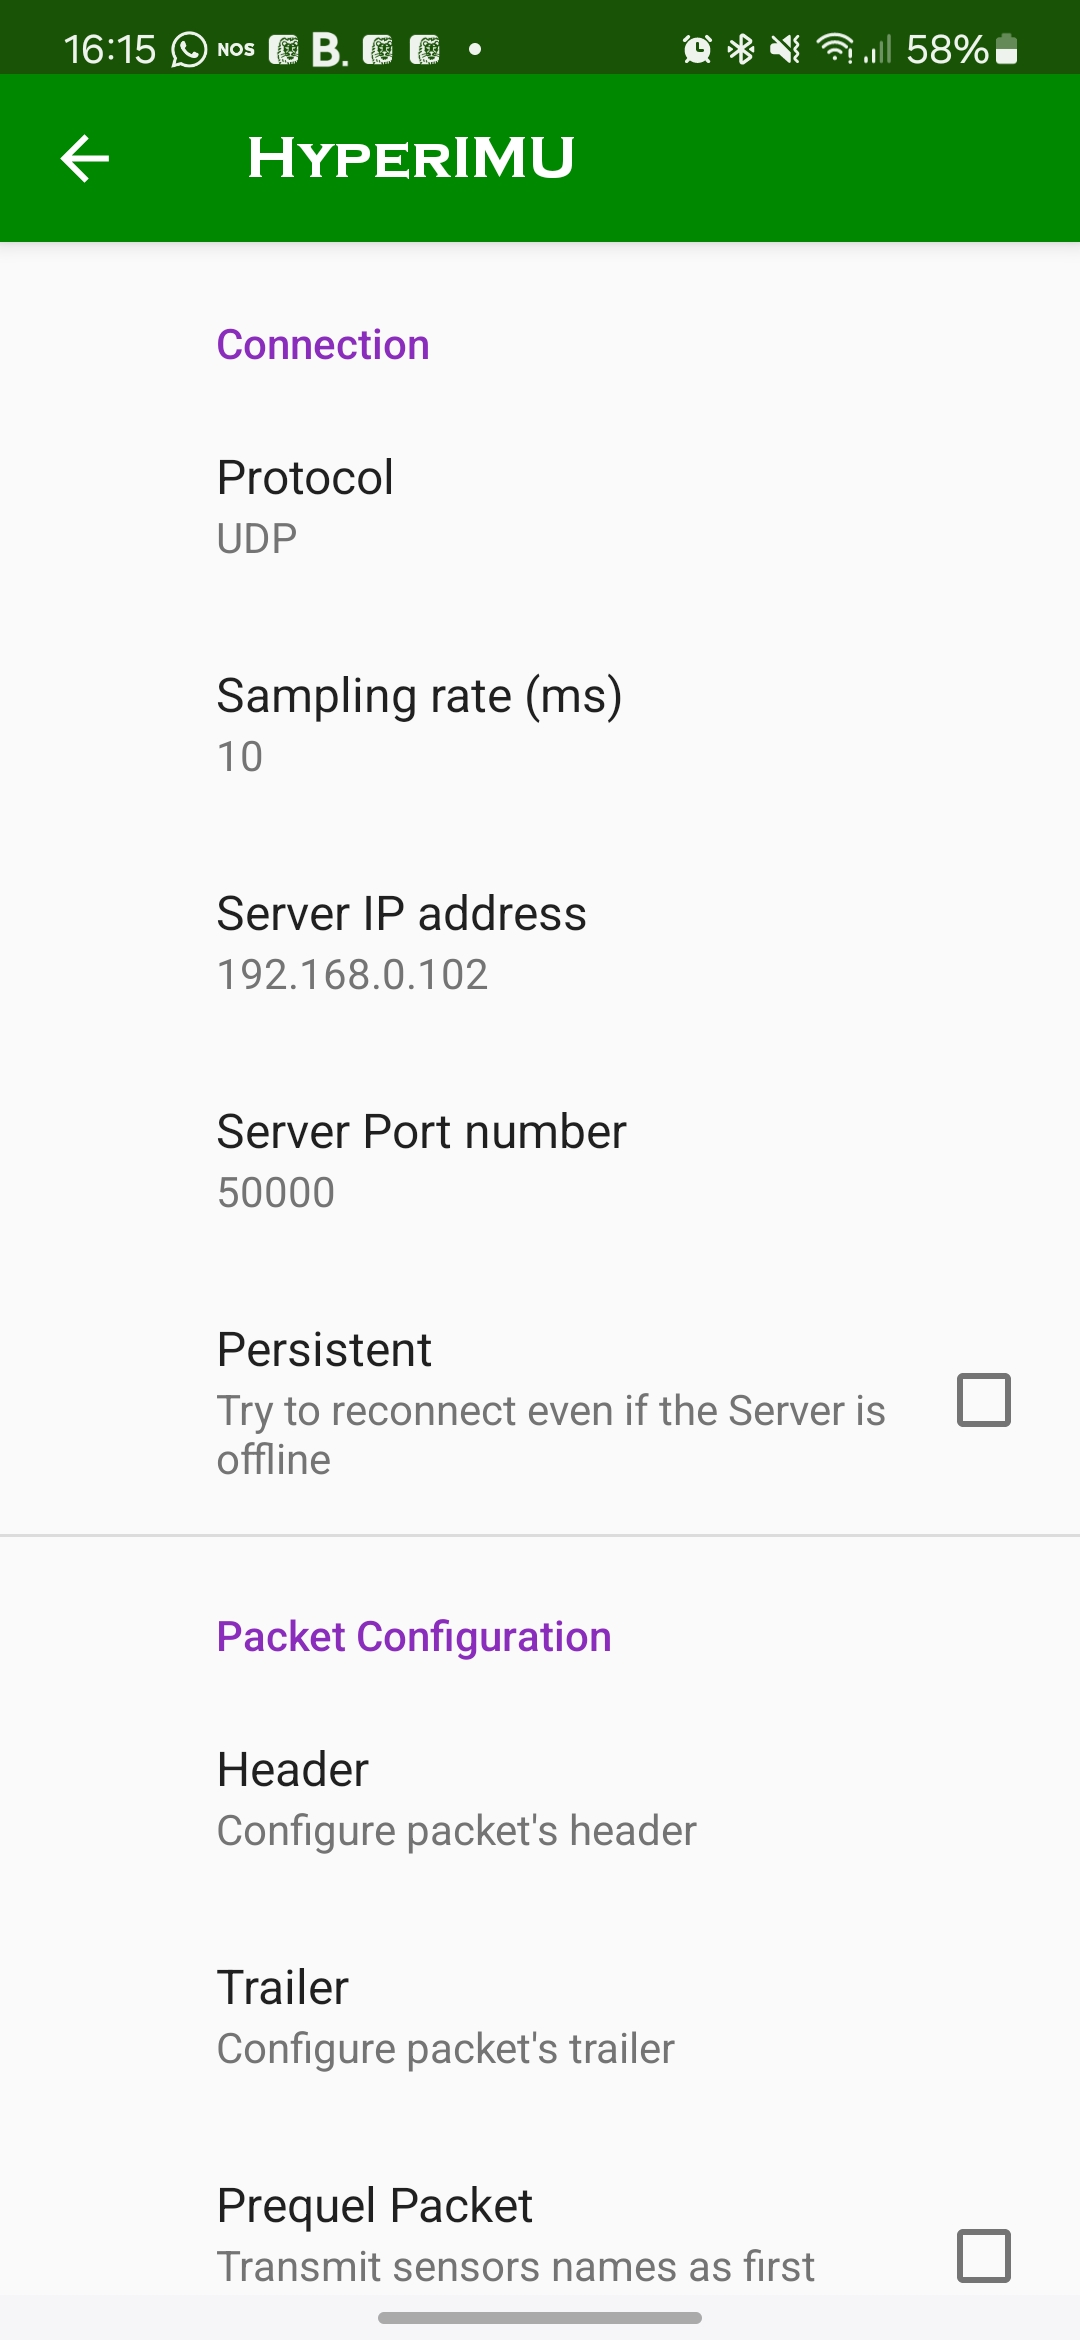 16:15 NOS B. 58%
HyperIMU
Connection
Protocol
UDP
Sampling rate (ms)
10
Server IP address
192.168.0.102
Server Port number
50000
Persistent
Try to reconnect even if the Server is
offline
Packet Configuration
Header
Configure packet's header
Trailer
Configure packet's trailer
Prequel Packet
Transmit sensors names as first